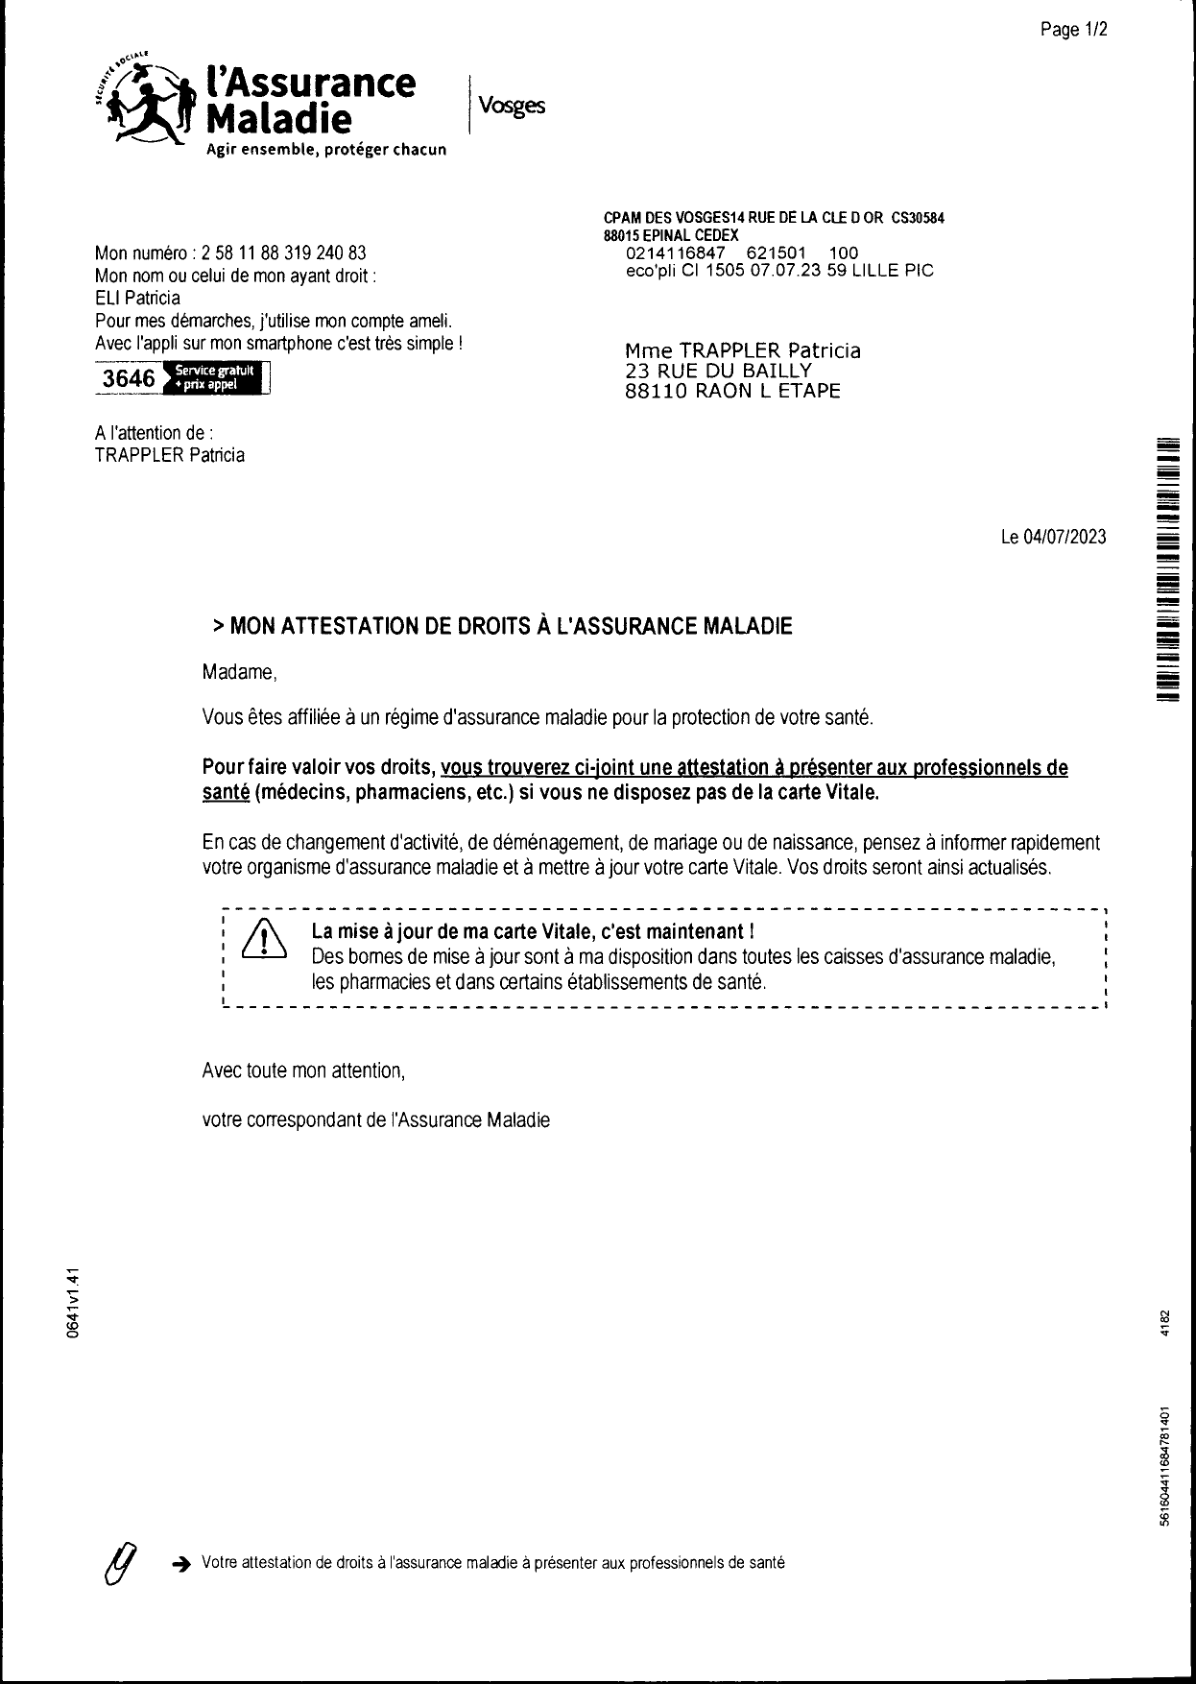 Page 1/2
SÉCURITÉ SOCIALE
l'Assurance
Maladie
Agir ensemble, protéger chacun
Vosges
CPAM DES VOSGES14 RUE DE LA CLE D OR CS30584
88015 EPINAL CEDEX
0214116847 621501 100
eco'pli CI 1505 07.07.23 59 LILLE PIC
Mon numéro : 2 58 11 88 319 240 83
Mon nom ou celui de mon ayant droit :
ELI Patricia
Pour mes démarches, j'utilise mon compte ameli.
Avec l'appli sur mon smartphone c'est très simple !
3646 Service gratuit
+ prix appel
Mme TRAPPLER Patricia
23 RUE DU BAILLY
88110 RAON L ETAPE
A l'attention de :
TRAPPLER Patricia
Le 04/07/2023
> MON ATTESTATION DE DROITS À L'ASSURANCE MALADIE
Madame,
Vous êtes affiliée à un régime d'assurance maladie pour la protection de votre santé.
Pour faire valoir vos droits, vous trouverez ci-joint une attestation à présenter aux professionnels de
santé (médecins, pharmaciens, etc.) si vous ne disposez pas de la carte Vitale.
En cas de changement d'activité, de déménagement, de mariage ou de naissance, pensez à informer rapidement
votre organisme d'assurance maladie et à mettre à jour votre carte Vitale. Vos droits seront ainsi actualisés.
La mise à jour de ma carte Vitale, c'est maintenant !
Des bornes de mise à jour sont à ma disposition dans toutes les caisses d'assurance maladie,
les pharmacies et dans certains établissements de santé.
Avec toute mon attention,
votre correspondant de l'Assurance Maladie
0641v1.41
4182
561604411684781401
Votre attestation de droits à l'assurance maladie à présenter aux professionnels de santé